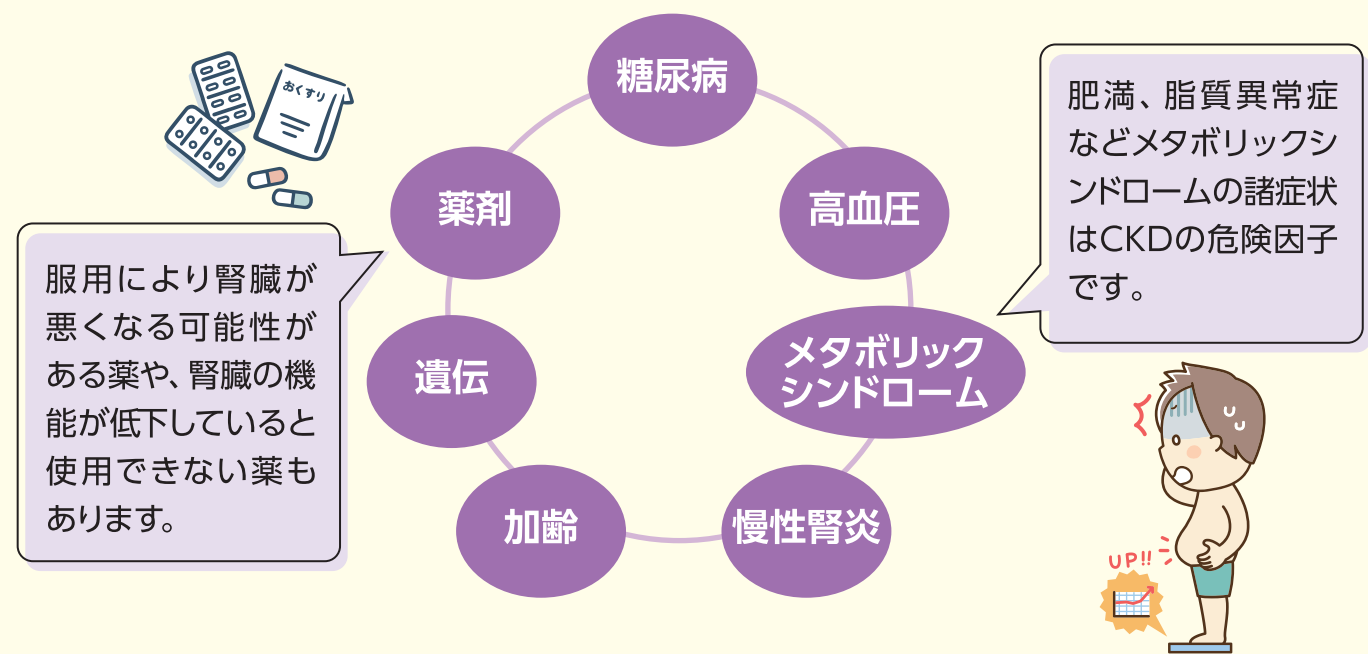 糖尿病
高血圧
メタボリック
シンドローム
慢性腎炎
加齢
遺伝
薬剤
おくすり
肥満、脂質異常症
などメタボリックシ
ンドロームの諸症状
はCKDの危険因子
です。
服用により腎臓が
悪くなる可能性が
ある薬や、腎臓の機
能が低下していると
使用できない薬も
あります。
UP!!